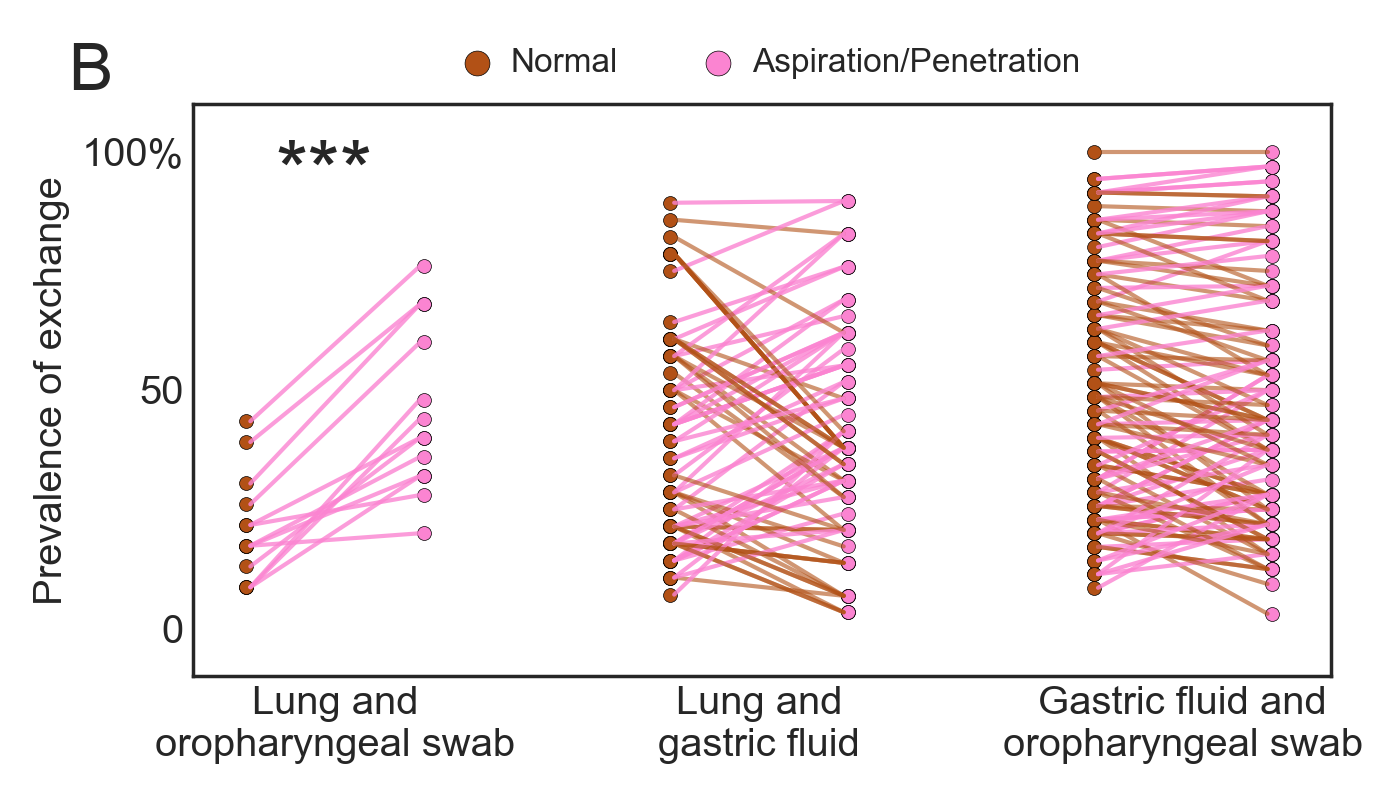 B
Normal
Aspiration/Penetration
Prevalence of exchange
100%
50
0
***
Lung and
oropharyngeal swab
Lung and
gastric fluid
Gastric fluid and
oropharyngeal swab